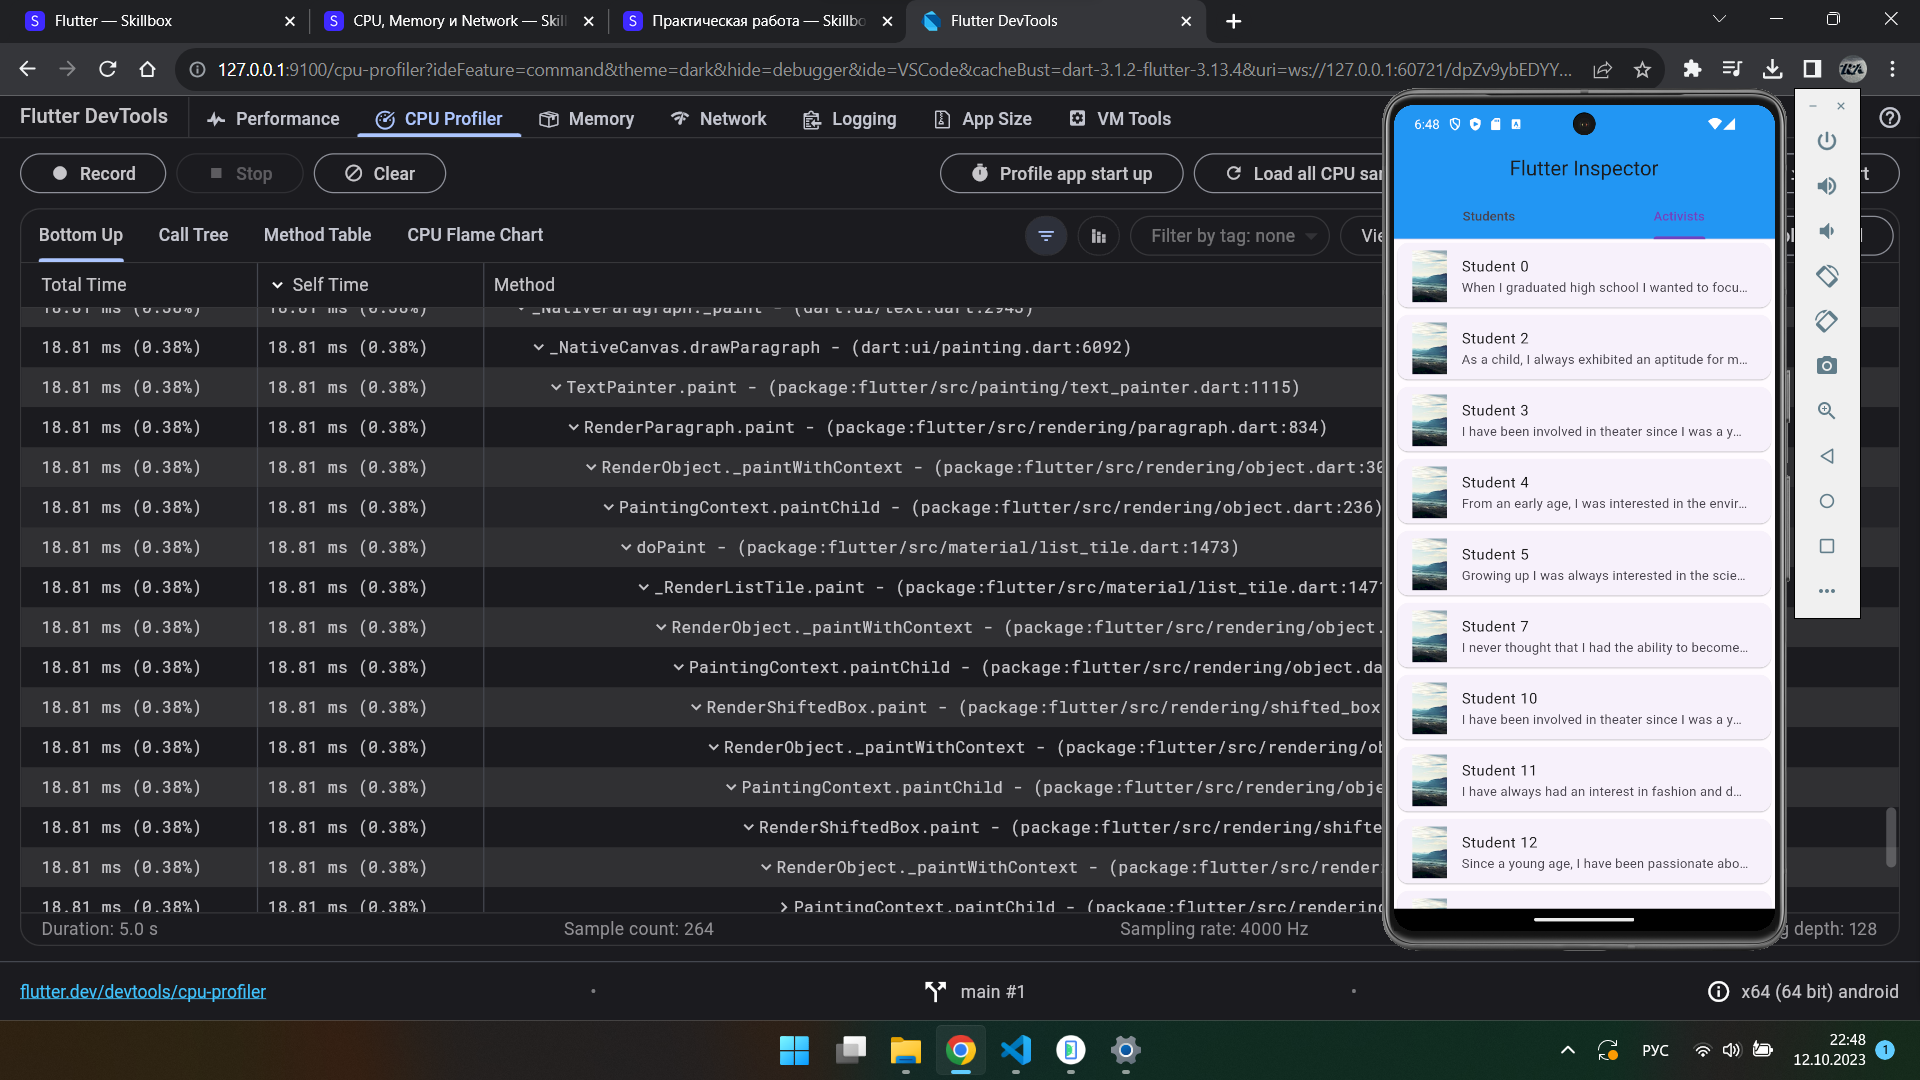 Flutter — Skillbox
CPU, Memory и Network — Skil
Практическая работа — Skillbo
Flutter DevTools
127.0.0.1:9100/cpu-profiler?ideFeature=command&theme=dark&hide=debugger&ide=VSCode&cacheBust=dart-3.1.2-flutter-3.13.4&uri=ws://127.0.0.1:60721/dpZv9ybEDYY...
Flutter DevTools
Performance
CPU Profiler
Memory
Network
Logging
App Size
VM Tools
Record
Stop
Clear
Profile app start up
Load all CPU sar
Bottom Up
Call Tree
Method Table
CPU Flame Chart
Filter by tag: none
Total Time
Self Time
Method
18.81 ms (0.38%) 18.81 ms (0.38%) _NativeParagraph._paint - (dart:ui/text.dart:2943)
18.81 ms (0.38%) 18.81 ms (0.38%) _NativeCanvas.drawParagraph - (dart:ui/painting.dart:6092)
18.81 ms (0.38%) 18.81 ms (0.38%) TextPainter.paint - (package:flutter/src/painting/text_painter.dart:1115)
18.81 ms (0.38%) 18.81 ms (0.38%) RenderParagraph.paint - (package:flutter/src/rendering/paragraph.dart:834)
18.81 ms (0.38%) 18.81 ms (0.38%) RenderObject._paintWithContext - (package:flutter/src/rendering/object.dart:30
18.81 ms (0.38%) 18.81 ms (0.38%) PaintingContext.paintChild - (package:flutter/src/rendering/object.dart:236)
18.81 ms (0.38%) 18.81 ms (0.38%) doPaint - (package:flutter/src/material/list_tile.dart:1473)
18.81 ms (0.38%) 18.81 ms (0.38%) _RenderListTile.paint - (package:flutter/src/material/list_tile.dart:147
18.81 ms (0.38%) 18.81 ms (0.38%) RenderObject._paintWithContext - (package:flutter/src/rendering/object.
18.81 ms (0.38%) 18.81 ms (0.38%) PaintingContext.paintChild - (package:flutter/src/rendering/object.da
18.81 ms (0.38%) 18.81 ms (0.38%) RenderShiftedBox.paint - (package:flutter/src/rendering/shifted_box
18.81 ms (0.38%) 18.81 ms (0.38%) RenderObject._paintWithContext - (package:flutter/src/rendering/ob
18.81 ms (0.38%) 18.81 ms (0.38%) PaintingContext.paintChild - (package:flutter/src/rendering/obje
18.81 ms (0.38%) 18.81 ms (0.38%) RenderShiftedBox.paint - (package:flutter/src/rendering/shifte
18.81 ms (0.38%) 18.81 ms (0.38%) RenderObject._paintWithContext - (package:flutter/src/render
18.81 ms (0.38%) 18.81 ms (0.38%) PaintingContext.paintChild - (package:flutter/src/rendering
Duration: 5.0 s
Sample count: 264
Sampling rate: 4000 Hz
depth: 128
6:48
Flutter Inspector
Students
Activists
Student 0
When I graduated high school I wanted to focu...
Student 2
As a child, I always exhibited an aptitude for m...
Student 3
I have been involved in theater since I was a y...
Student 4
From an early age, I was interested in the envir...
Student 5
Growing up I was always interested in the scie...
Student 7
I never thought that I had the ability to become...
Student 10
I have been involved in theater since I was a y...
Student 11
I have always had an interest in fashion and d...
Student 12
Since a young age, I have been passionate abo...
flutter.dev/devtools/cpu-profiler
main #1
x64 (64 bit) android
РУС
22:48
12.10.2023
1